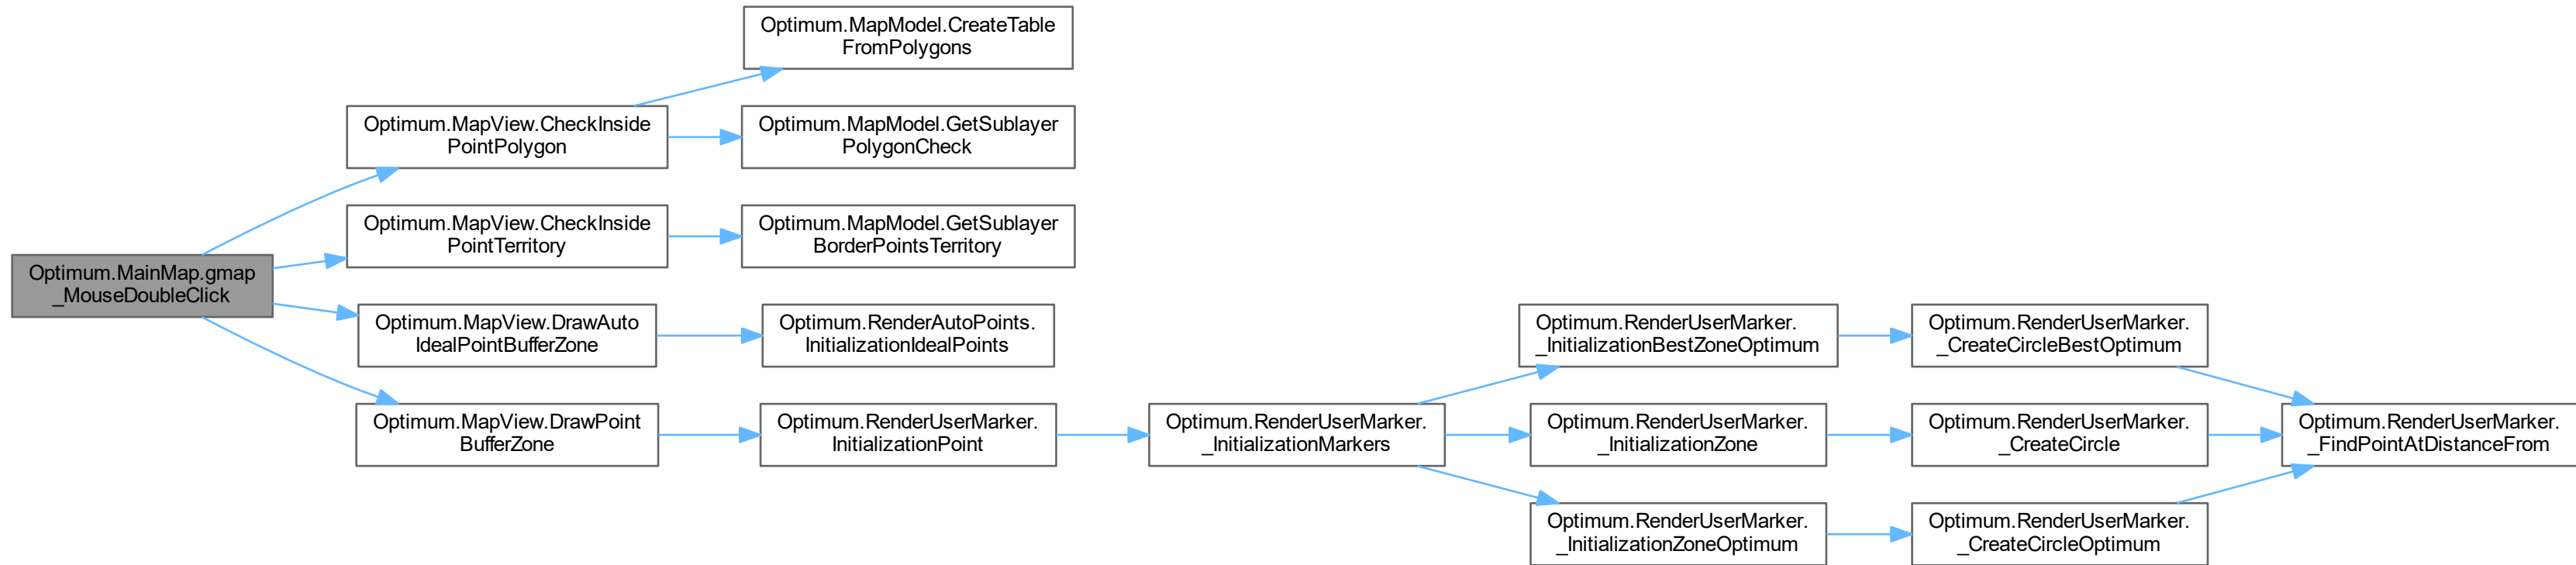 Optimum.MainMap.gmap
_MouseDoubleClick
Optimum.MapView.CheckInside
PointPolygon
Optimum.MapModel.CreateTable
FromPolygons
Optimum.MapModel.GetSublayer
PolygonCheck
Optimum.MapView.CheckInside
PointTerritory
Optimum.MapModel.GetSublayer
BorderPointsTerritory
Optimum.MapView.DrawAuto
IdealPointBufferZone
Optimum.RenderAutoPoints.
InitializationIdealPoints
Optimum.MapView.DrawPoint
BufferZone
Optimum.RenderUserMarker.
InitializationPoint
Optimum.RenderUserMarker.
_InitializationMarkers
Optimum.RenderUserMarker.
_InitializationBestZoneOptimum
Optimum.RenderUserMarker.
_CreateCircleBestOptimum
Optimum.RenderUserMarker.
_InitializationZone
Optimum.RenderUserMarker.
_CreateCircle
Optimum.RenderUserMarker.
_FindPointAtDistanceFrom
Optimum.RenderUserMarker.
_InitializationZoneOptimum
Optimum.RenderUserMarker.
_CreateCircleOptimum